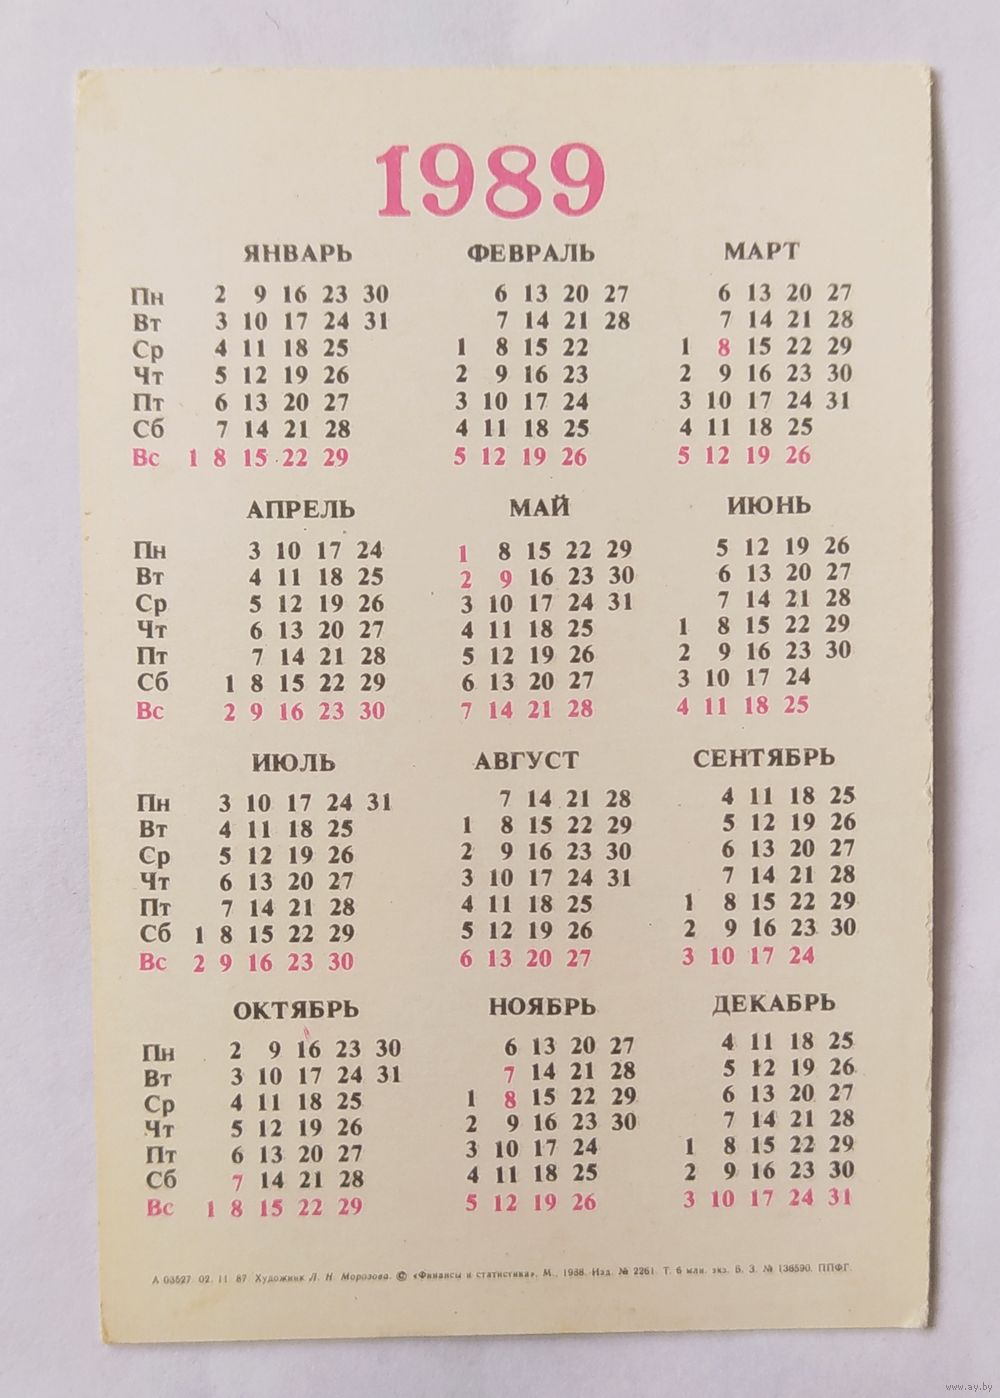 1989
ЯНВАРЬ ФЕВРАЛЬ МАРТ
Пн 2 9 16 23 30 6 13 20 27 6 13 20 27
Вт 3 10 17 24 31 7 14 21 28 7 14 21 28
Ср 4 11 18 25 1 8 15 22 1 8 15 22 29
Чт 5 12 19 26 2 9 16 23 2 9 16 23 30
Пт 6 13 20 27 3 10 17 24 3 10 17 24 31
Сб 7 14 21 28 4 11 18 25 4 11 18 25
Вс 1 8 15 22 29 5 12 19 26 5 12 19 26
АПРЕЛЬ МАЙ ИЮНЬ
Пн 3 10 17 24 1 8 15 22 29 5 12 19 26
Вт 4 11 18 25 2 9 16 23 30 6 13 20 27
Ср 5 12 19 26 3 10 17 24 31 7 14 21 28
Чт 6 13 20 27 4 11 18 25 1 8 15 22 29
Пт 7 14 21 28 5 12 19 26 2 9 16 23 30
Сб 1 8 15 22 29 6 13 20 27 3 10 17 24
Вс 2 9 16 23 30 7 14 21 28 4 11 18 25
ИЮЛЬ АВГУСТ СЕНТЯБРЬ
Пн 3 10 17 24 31 7 14 21 28 4 11 18 25
Вт 4 11 18 25 1 8 15 22 29 5 12 19 26
Ср 5 12 19 26 2 9 16 23 30 6 13 20 27
Чт 6 13 20 27 3 10 17 24 31 7 14 21 28
Пт 7 14 21 28 4 11 18 25 1 8 15 22 29
Сб 1 8 15 22 29 5 12 19 26 2 9 16 23 30
Вс 2 9 16 23 30 6 13 20 27 3 10 17 24
ОКТЯБРЬ НОЯБРЬ ДЕКАБРЬ
Пн 2 9 16 23 30 6 13 20 27 4 11 18 25
Вт 3 10 17 24 31 7 14 21 28 5 12 19 26
Ср 4 11 18 25 1 8 15 22 29 6 13 20 27
Чт 5 12 19 26 2 9 16 23 30 7 14 21 28
Пт 6 13 20 27 3 10 17 24 1 8 15 22 29
Сб 7 14 21 28 4 11 18 25 2 9 16 23 30
Вс 1 8 15 22 29 5 12 19 26 3 10 17 24 31
А 03527 02. 11 87 Художник Л. Н. Морозова. © «Финансы и статистика», М., 1988. Изд. № 2261. Т. 6 млн. экз. Б. З. № 136590. ППФГ.
www.ay.by